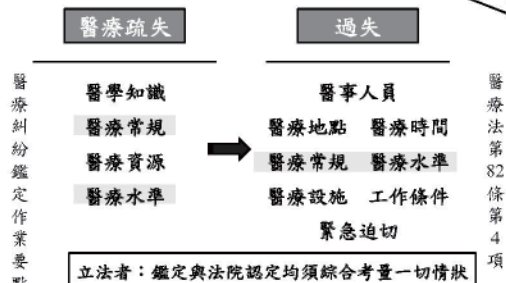 醫療疏失
過失
醫療糾紛鑑定作業要點
醫學知識
醫療常規
醫療資源
醫療水準
醫事人員
醫療地點 醫療時間
醫療常規 醫療水準
醫療設施 工作條件
緊急迫切
醫療法第82條第4項
立法者：鑑定與法院認定均須綜合考量一切情狀